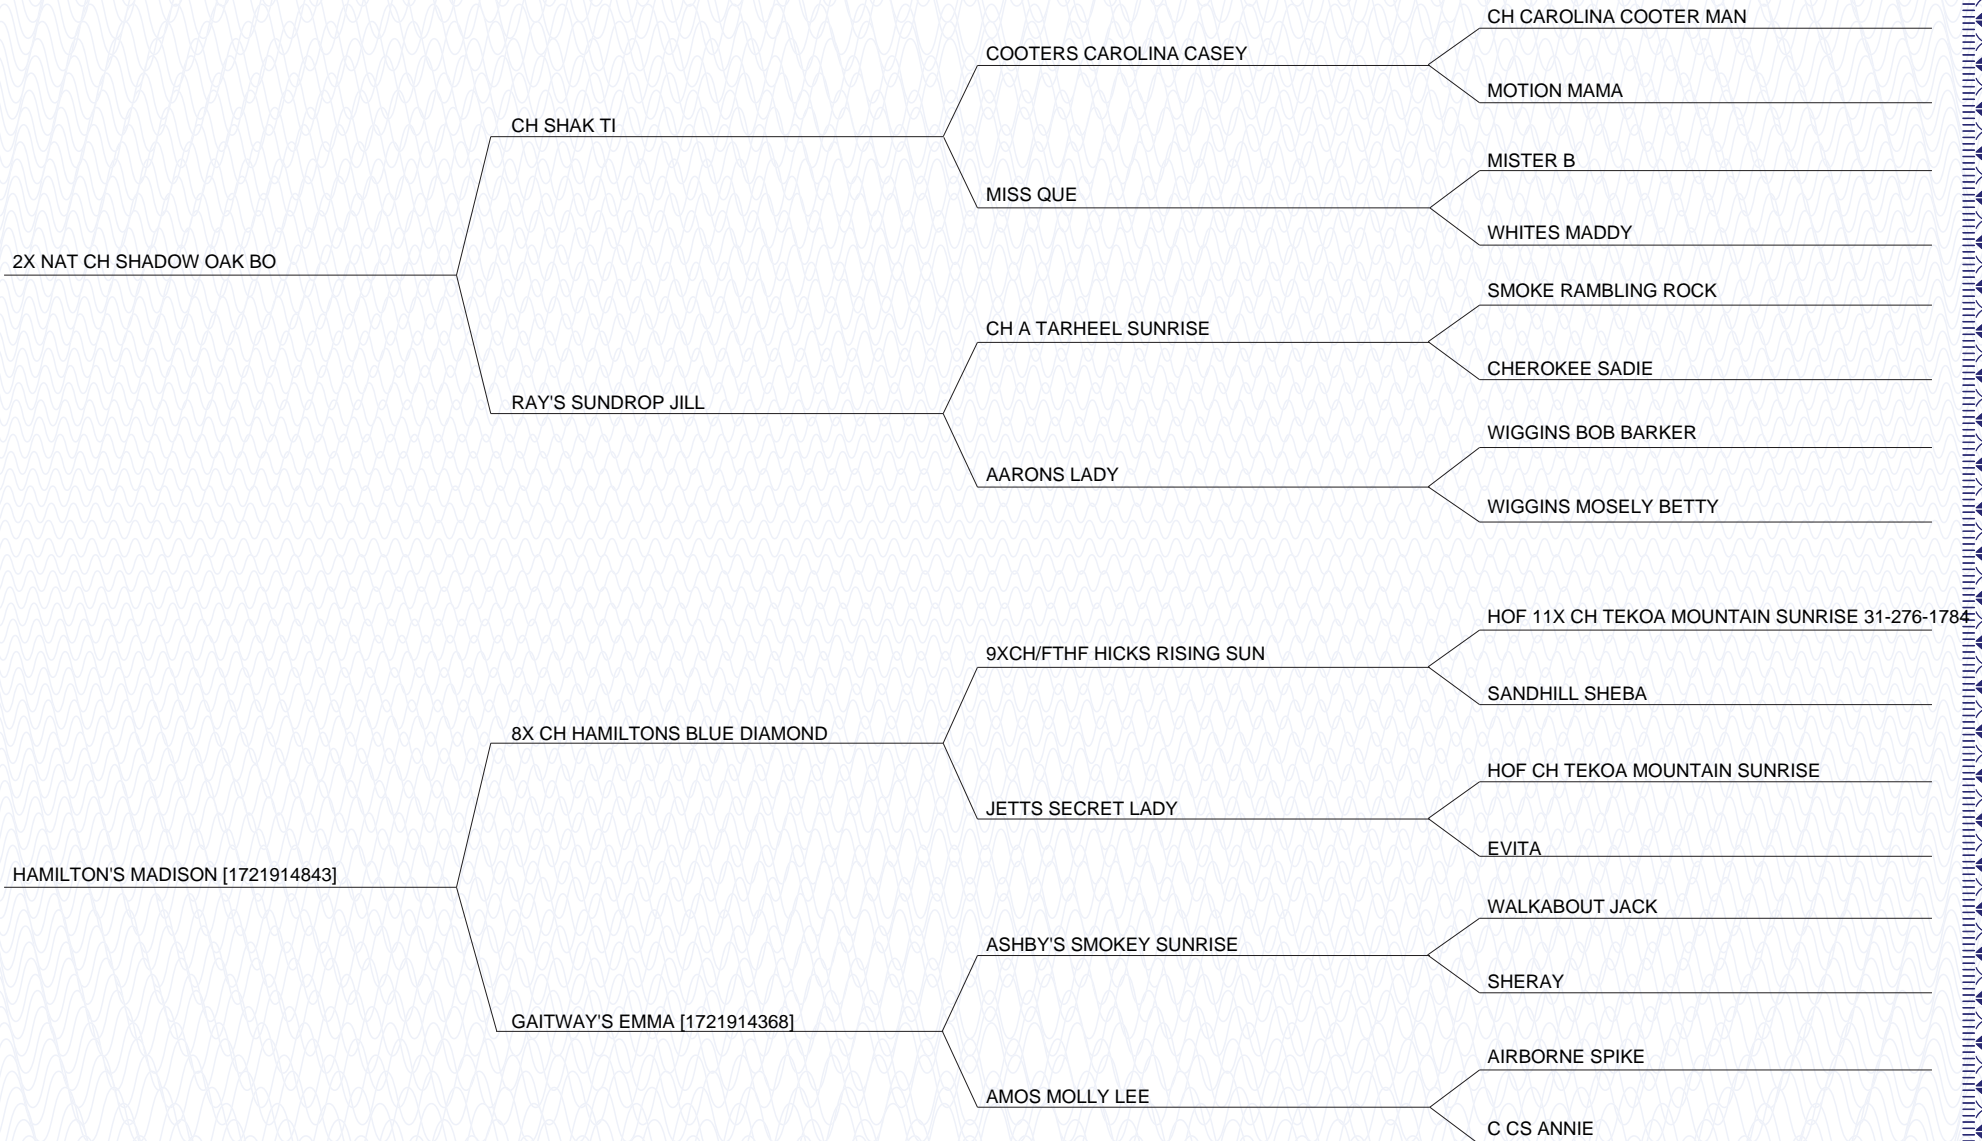 CH CAROLINA COOTER MAN
COOTERS CAROLINA CASEY
MOTION MAMA
CH SHAK TI
MISTER B
MISS QUE
WHITES MADDY
2X NAT CH SHADOW OAK BO
SMOKE RAMBLING ROCK
CH A TARHEEL SUNRISE
CHEROKEE SADIE
RAY'S SUNDROP JILL
WIGGINS BOB BARKER
AARONS LADY
WIGGINS MOSELY BETTY
HOF 11X CH TEKOA MOUNTAIN SUNRISE 31-276-1784
9XCH/FTHF HICKS RISING SUN
SANDHILL SHEBA
8X CH HAMILTONS BLUE DIAMOND
HOF CH TEKOA MOUNTAIN SUNRISE
JETTS SECRET LADY
EVITA
HAMILTON'S MADISON [1721914843]
WALKABOUT JACK
ASHBY'S SMOKEY SUNRISE
SHERAY
GAITWAY'S EMMA [1721914368]
AIRBORNE SPIKE
AMOS MOLLY LEE
C CS ANNIE